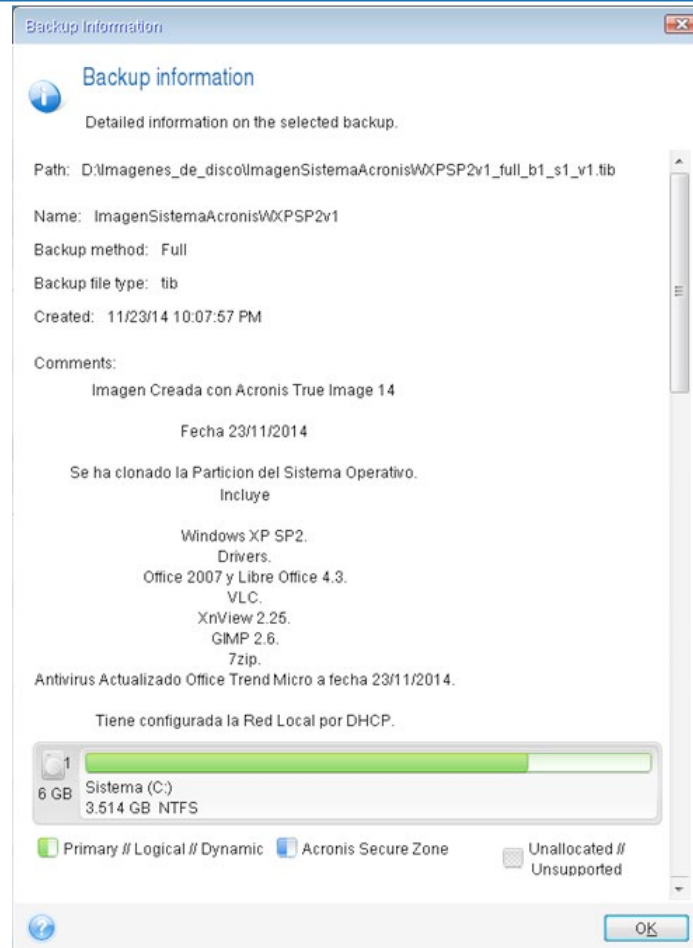 Backup Information
Backup information
Detailed information on the selected backup.
Path: D:\Imagenes_de_disco\ImagenSistemaAcronisWXPSP2v1_full_b1_s1_v1.tib
Name: ImagenSistemaAcronisWXPSP2v1
Backup method: Full
Backup file type: tib
Created: 11/23/14 10:07:57 PM
Comments:
Imagen Creada con Acronis True Image 14
Fecha 23/11/2014
Se ha clonado la Particion del Sistema Operativo.
Incluye
Windows XP SP2.
Drivers.
Office 2007 y Libre Office 4.3.
VLC.
XnView 2.25.
GIMP 2.6.
7zip.
Antivirus Actualizado Office Trend Micro a fecha 23/11/2014.
Tiene configurada la Red Local por DHCP.
1
6 GB
Sistema (C:)
3.514 GB NTFS
Primary // Logical // Dynamic
Acronis Secure Zone
Unallocated //
Unsupported
OK